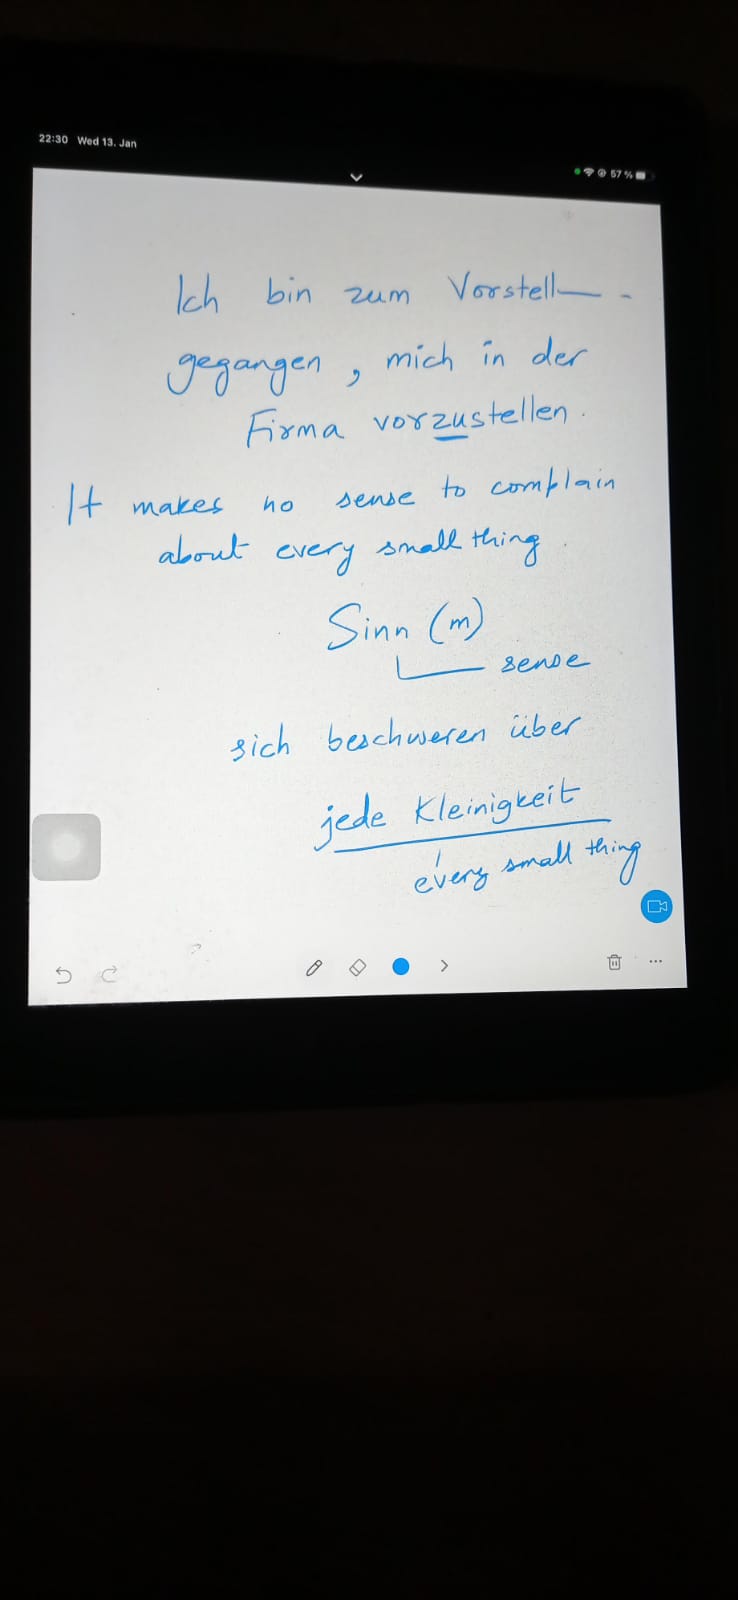 22:30 Wed 13. Jan
57 %
Ich bin zum Vorstell
gegangen, mich in der
Firma vorzustellen.
It makes no sense to complain
about every small thing.
Sinn (m)
sense
sich beschweren über
jede Kleinigkeit
every small thing